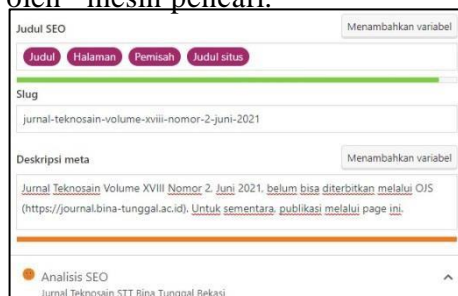 oleh mesin pencari.
Judul SEO
Menambahkan variabel
Judul Halaman Pemisah Judul situs
Slug
jurnal-teknosain-volume-xviii-nomor-2-juni-2021
Deskripsi meta
Menambahkan variabel
Jurnal Teknosain Volume XVIII Nomor 2, Juni 2021, belum bisa diterbitkan melalui OJS
(https://journal.bina-tunggal.ac.id). Untuk sementara, publikasi melalui page ini.
Analisis SEO
Jurnal Teknosain STT Bina Tunggal Bekasi